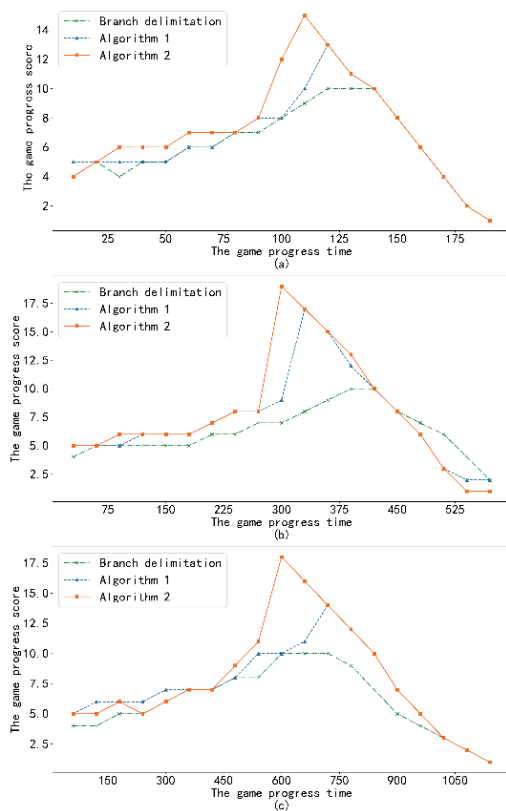 14
12
10
8
6
4
2
The game progress score
Branch delimitation
Algorithm 1
Algorithm 2
25 50 75 100 125 150 175
The game progress time
(a)
17.5
15.0
12.5
10.0
7.5
5.0
2.5
The game progress score
Branch delimitation
Algorithm 1
Algorithm 2
75 150 225 300 375 450 525
The game progress time
(b)
17.5
15.0
12.5
10.0
7.5
5.0
2.5
The game progress score
Branch delimitation
Algorithm 1
Algorithm 2
150 300 450 600 750 900 1050
The game progress time
(c)